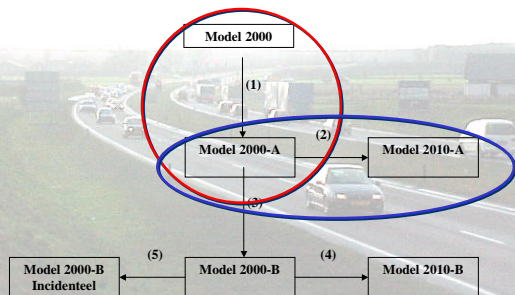 Model 2000
(1)
(2)
Model 2000-A
Model 2010-A
(3)
(5)
(4)
Model 2000-B
Incidenteel
Model 2000-B
Model 2010-B